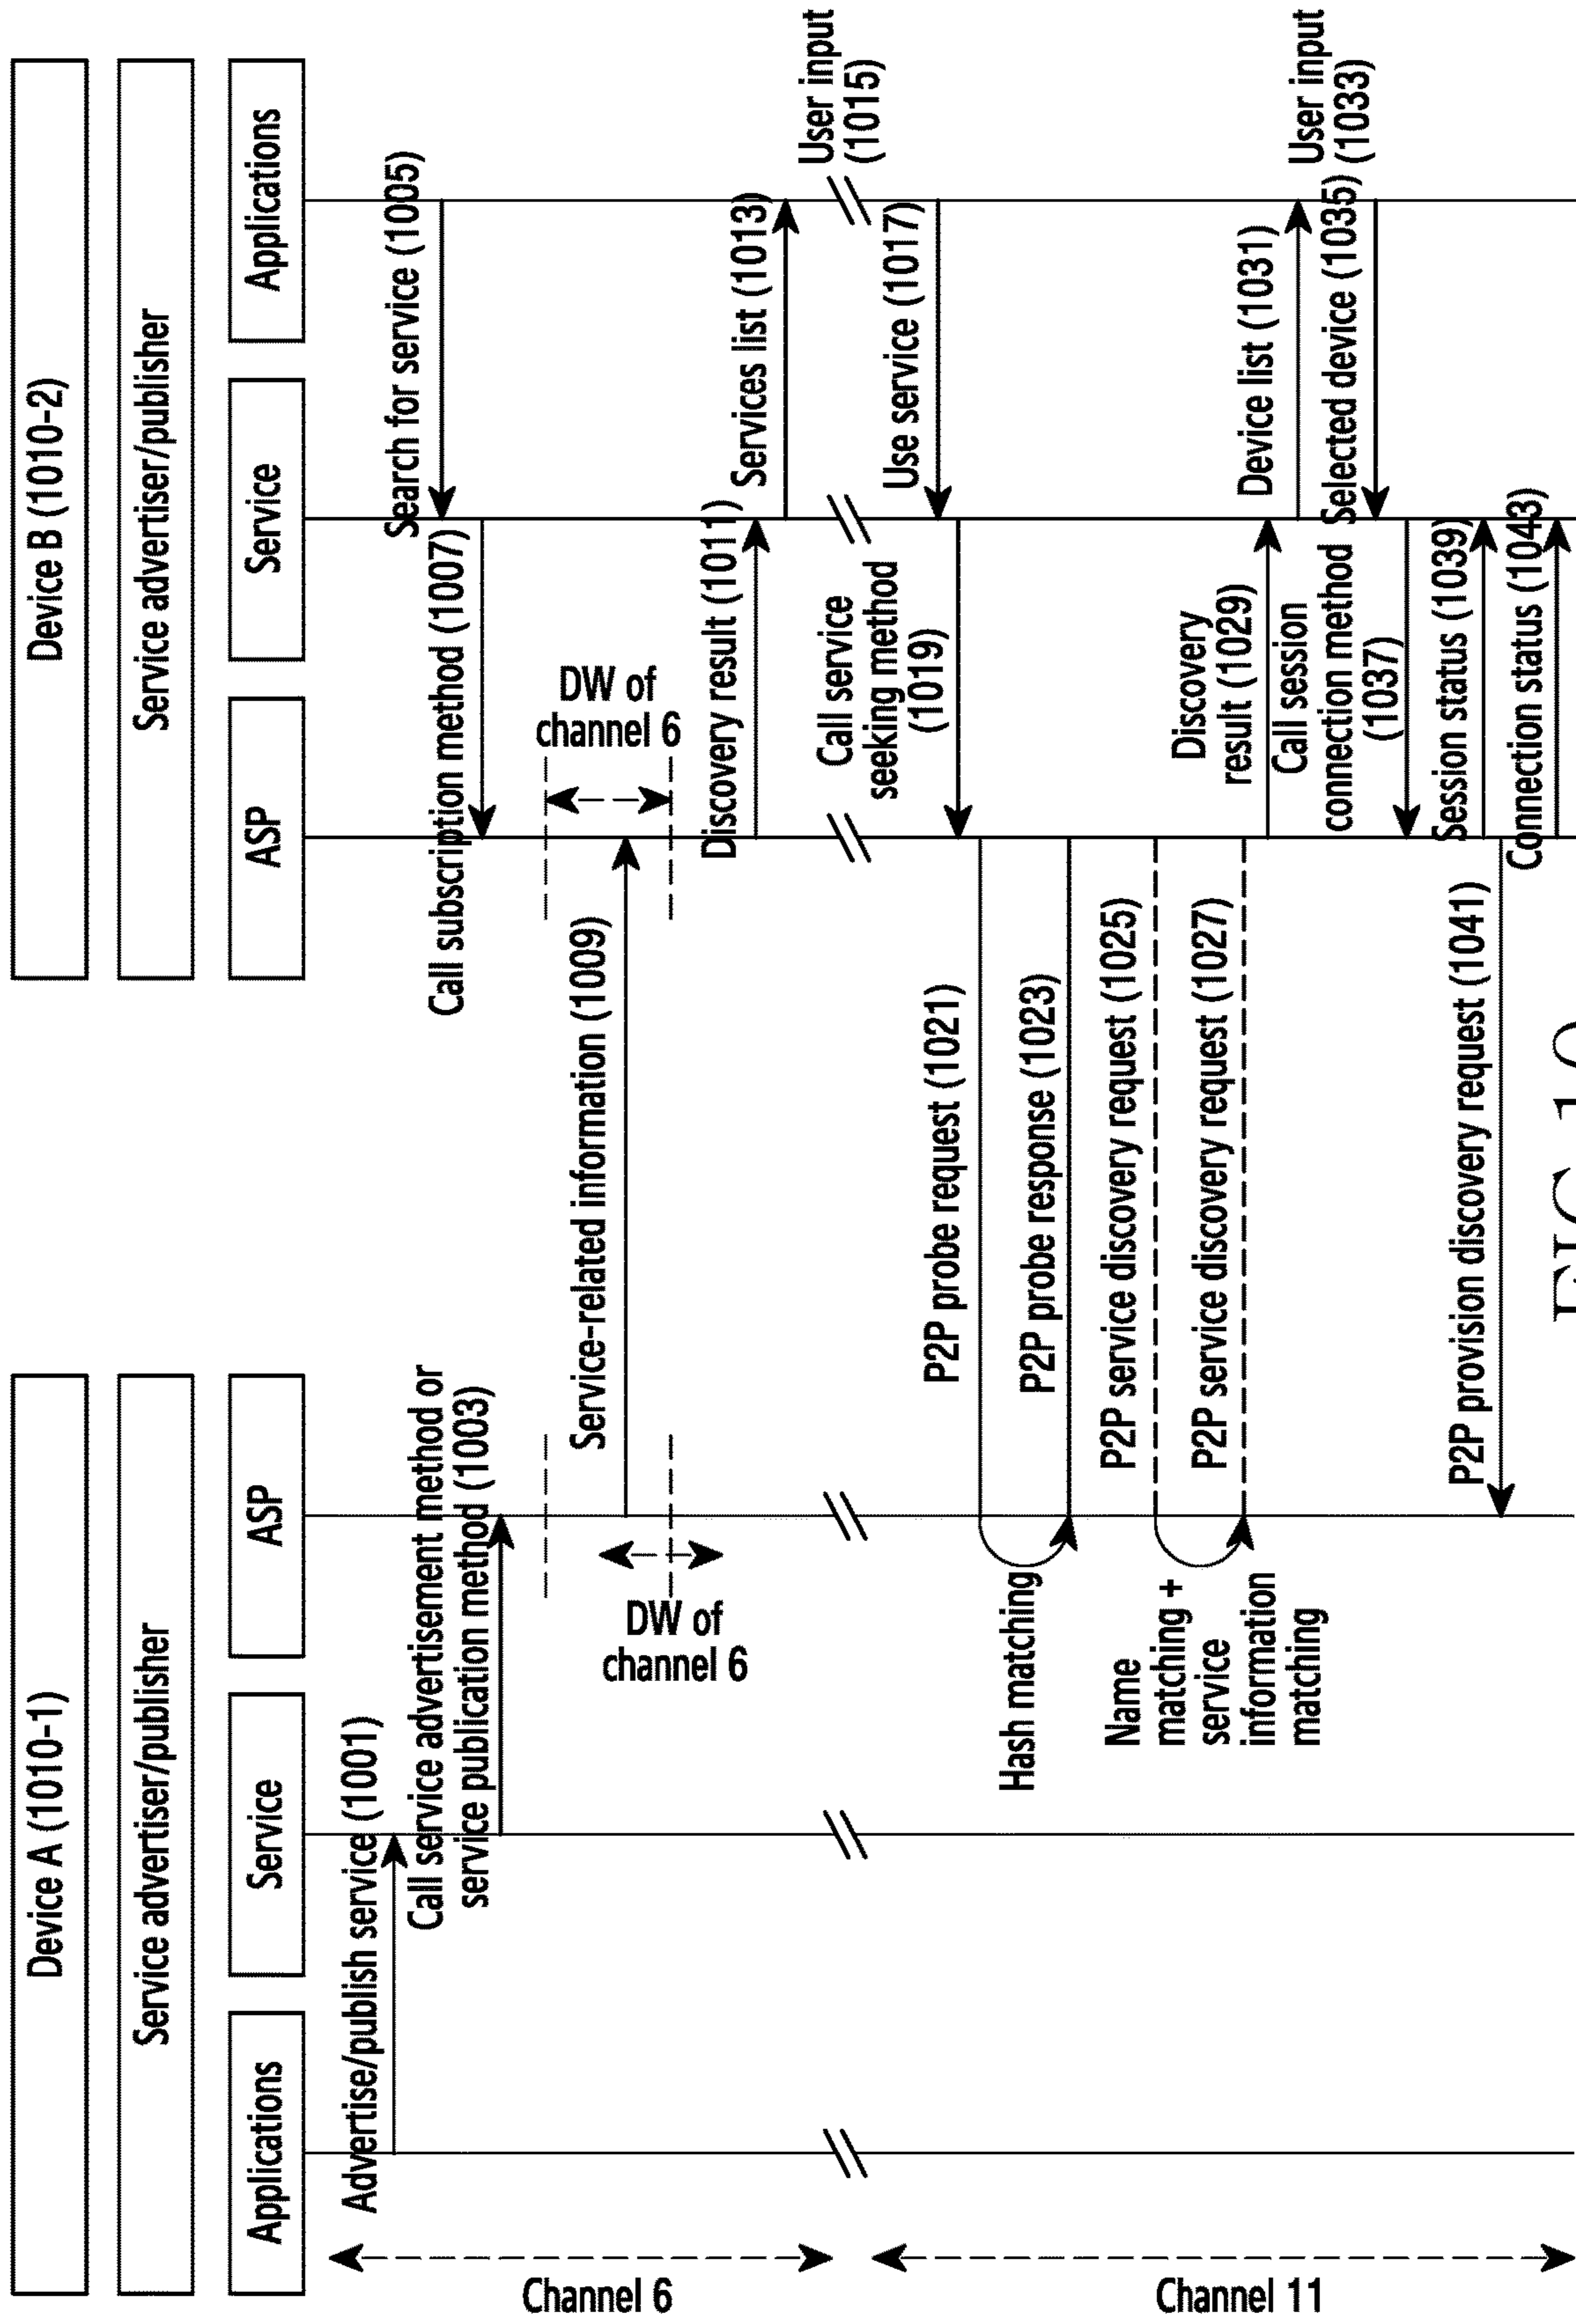 Device A (1010-1)
Device B (1010-2)
Service advertiser/publisher
Service advertiser/publisher
Applications
Service
ASP
ASP
Service
Applications
Channel 6
Advertise/publish service (1001)
Call service advertisement method or
service publication method (1003)
Search for service (1005)
Call subscription method (1007)
DW of
channel 6
Service-related information (1009)
DW of
channel 6
Discovery result (1011)
Services list (1013)
User input
(1015)
Channel 11
Use service (1017)
Call service
seeking method
(1019)
P2P probe request (1021)
Hash matching
P2P probe response (1023)
P2P service discovery request (1025)
Name
matching +
service
information
matching
P2P service discovery request (1027)
Discovery
result (1029)
Device list (1031)
User input
(1033)
Selected device (1035)
Call session
connection method
(1037)
Session status (1039)
P2P provision discovery request (1041)
Connection status (1043)